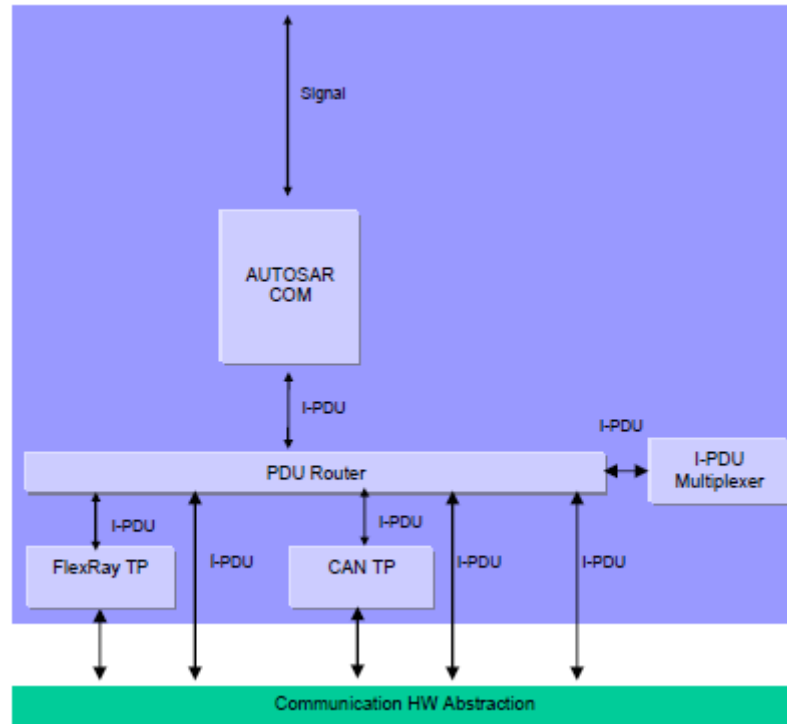 Signal
AUTOSAR
COM
I-PDU
I-PDU
PDU Router
I-PDU
Multiplexer
I-PDU
I-PDU
I-PDU
I-PDU
I-PDU
FlexRay TP
CAN TP
Communication HW Abstraction